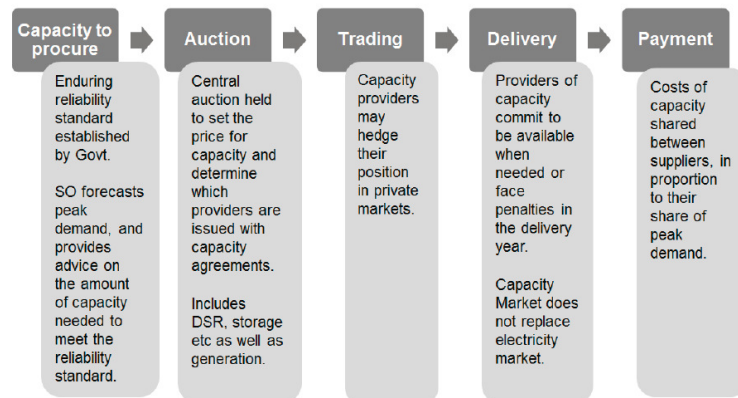 Capacity to
procure
Enduring
reliability
standard
established
by Govt.
SO forecasts
peak
demand, and
provides
advice on
the amount
of capacity
needed to
meet the
reliability
standard.
Auction
Central
auction held
to set the
price for
capacity and
determine
which
providers are
issued with
capacity
agreements.
Includes
DSR, storage
etc as well as
generation.
Trading
Capacity
providers
may
hedge
their
position
in private
markets.
Delivery
Providers of
capacity
commit to
be available
when
needed or
face
penalties in
the delivery
year.
Capacity
Market does
not replace
electricity
market.
Payment
Costs of
capacity
shared
between
suppliers, in
proportion
to their
share of
peak
demand.